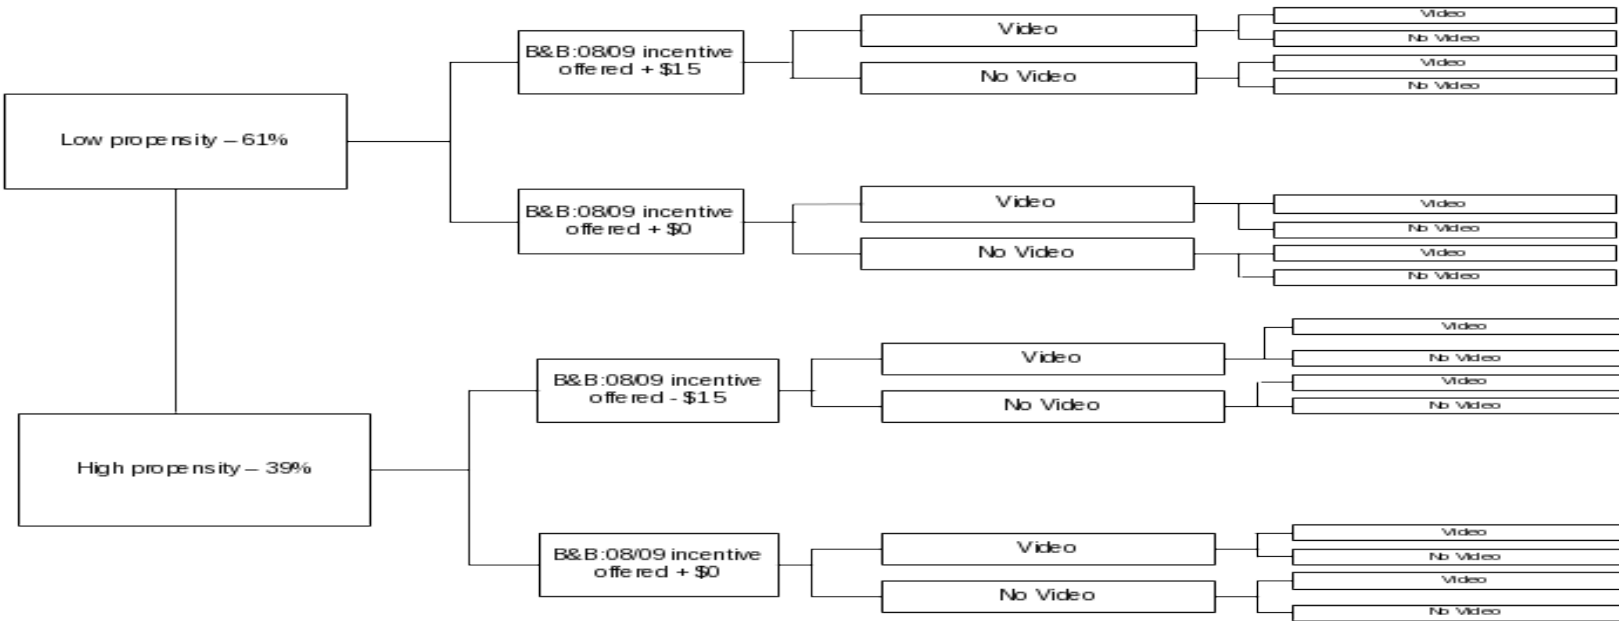 Low propensity – 61%
B&B:08/09 incentive
offered + $15
Video
Video
No Video
No Video
Video
No Video
B&B:08/09 incentive
offered + $0
Video
Video
No Video
No Video
Video
No Video
High propensity – 39%
B&B:08/09 incentive
offered - $15
Video
Video
No Video
No Video
Video
No Video
B&B:08/09 incentive
offered + $0
Video
Video
No Video
No Video
Video
No Video